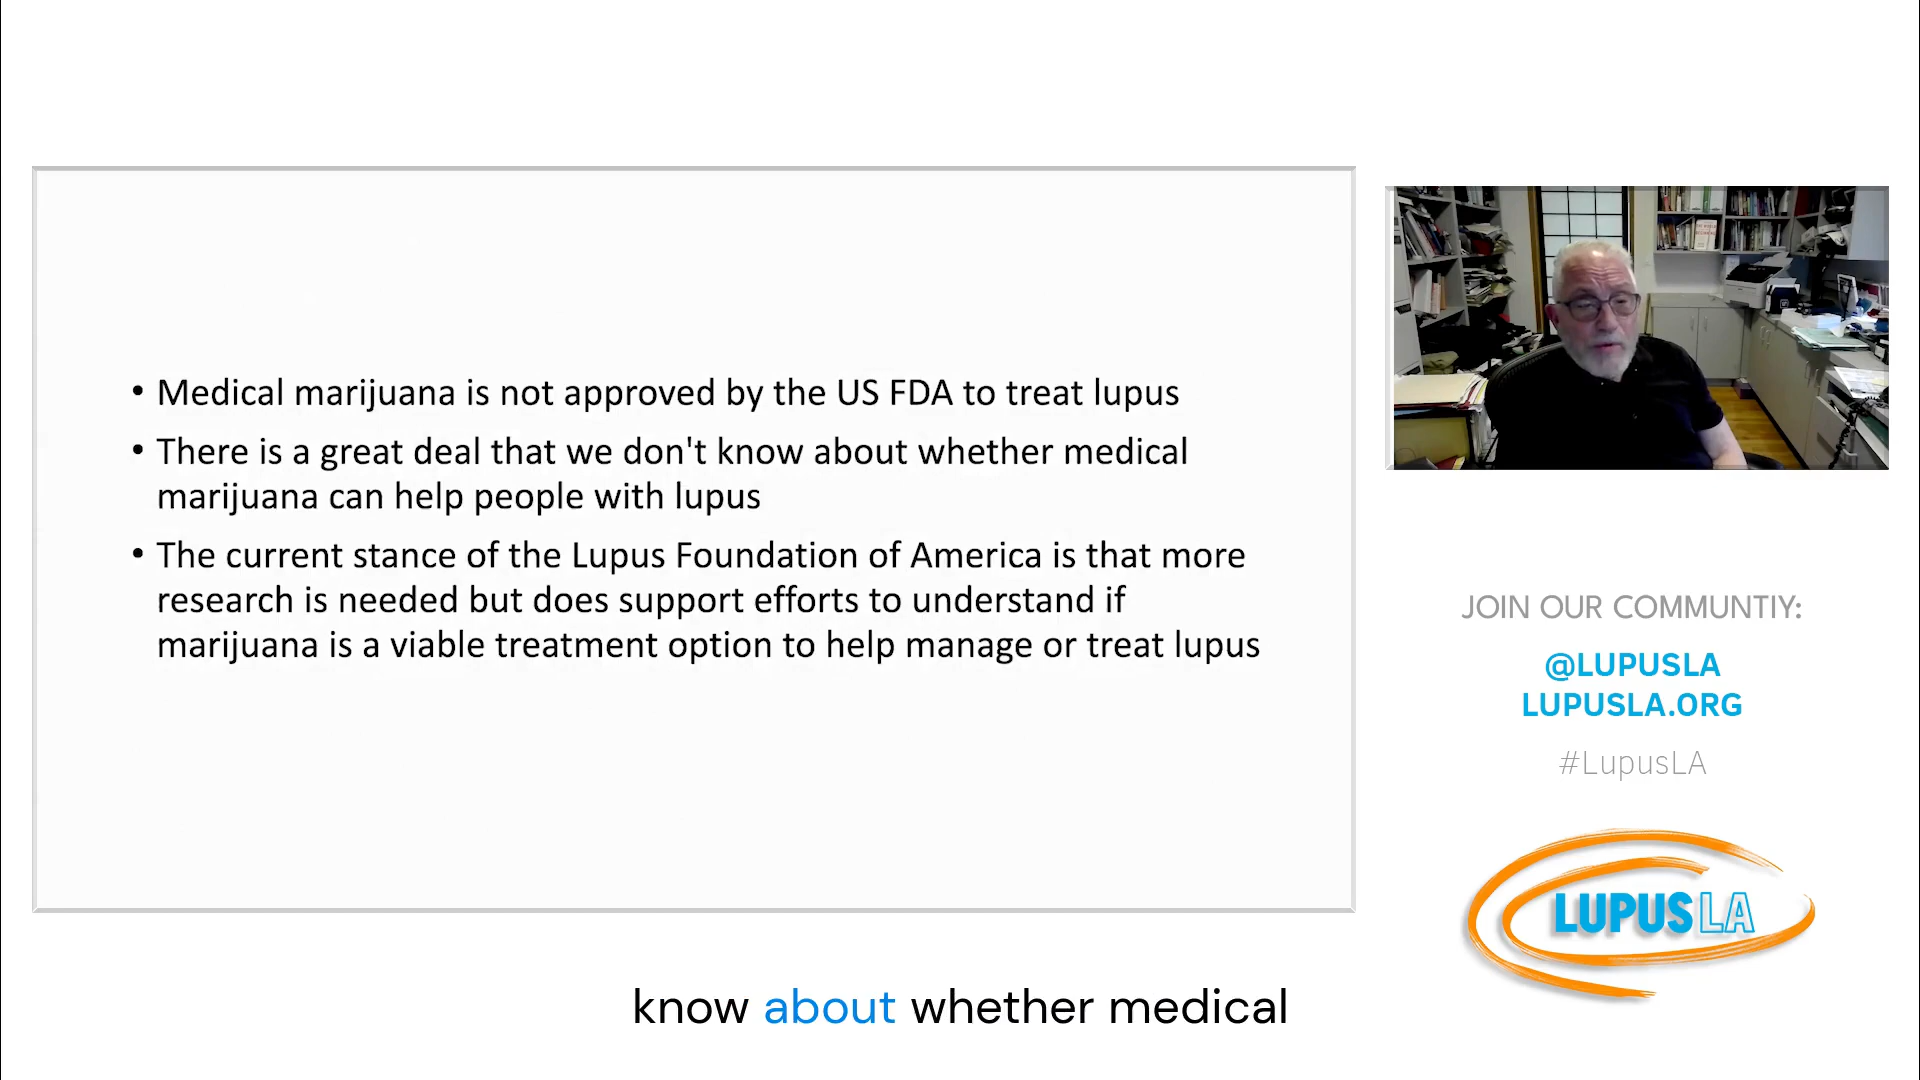 • Medical marijuana is not approved by the US FDA to treat lupus
• There is a great deal that we don't know about whether medical
marijuana can help people with lupus
• The current stance of the Lupus Foundation of America is that more
research is needed but does support efforts to understand if
marijuana is a viable treatment option to help manage or treat lupus
JOIN OUR COMMUNTIY:
@LUPUSLA
LUPUSLA.ORG
#LupusLA
LUPUS LA
know about whether medical